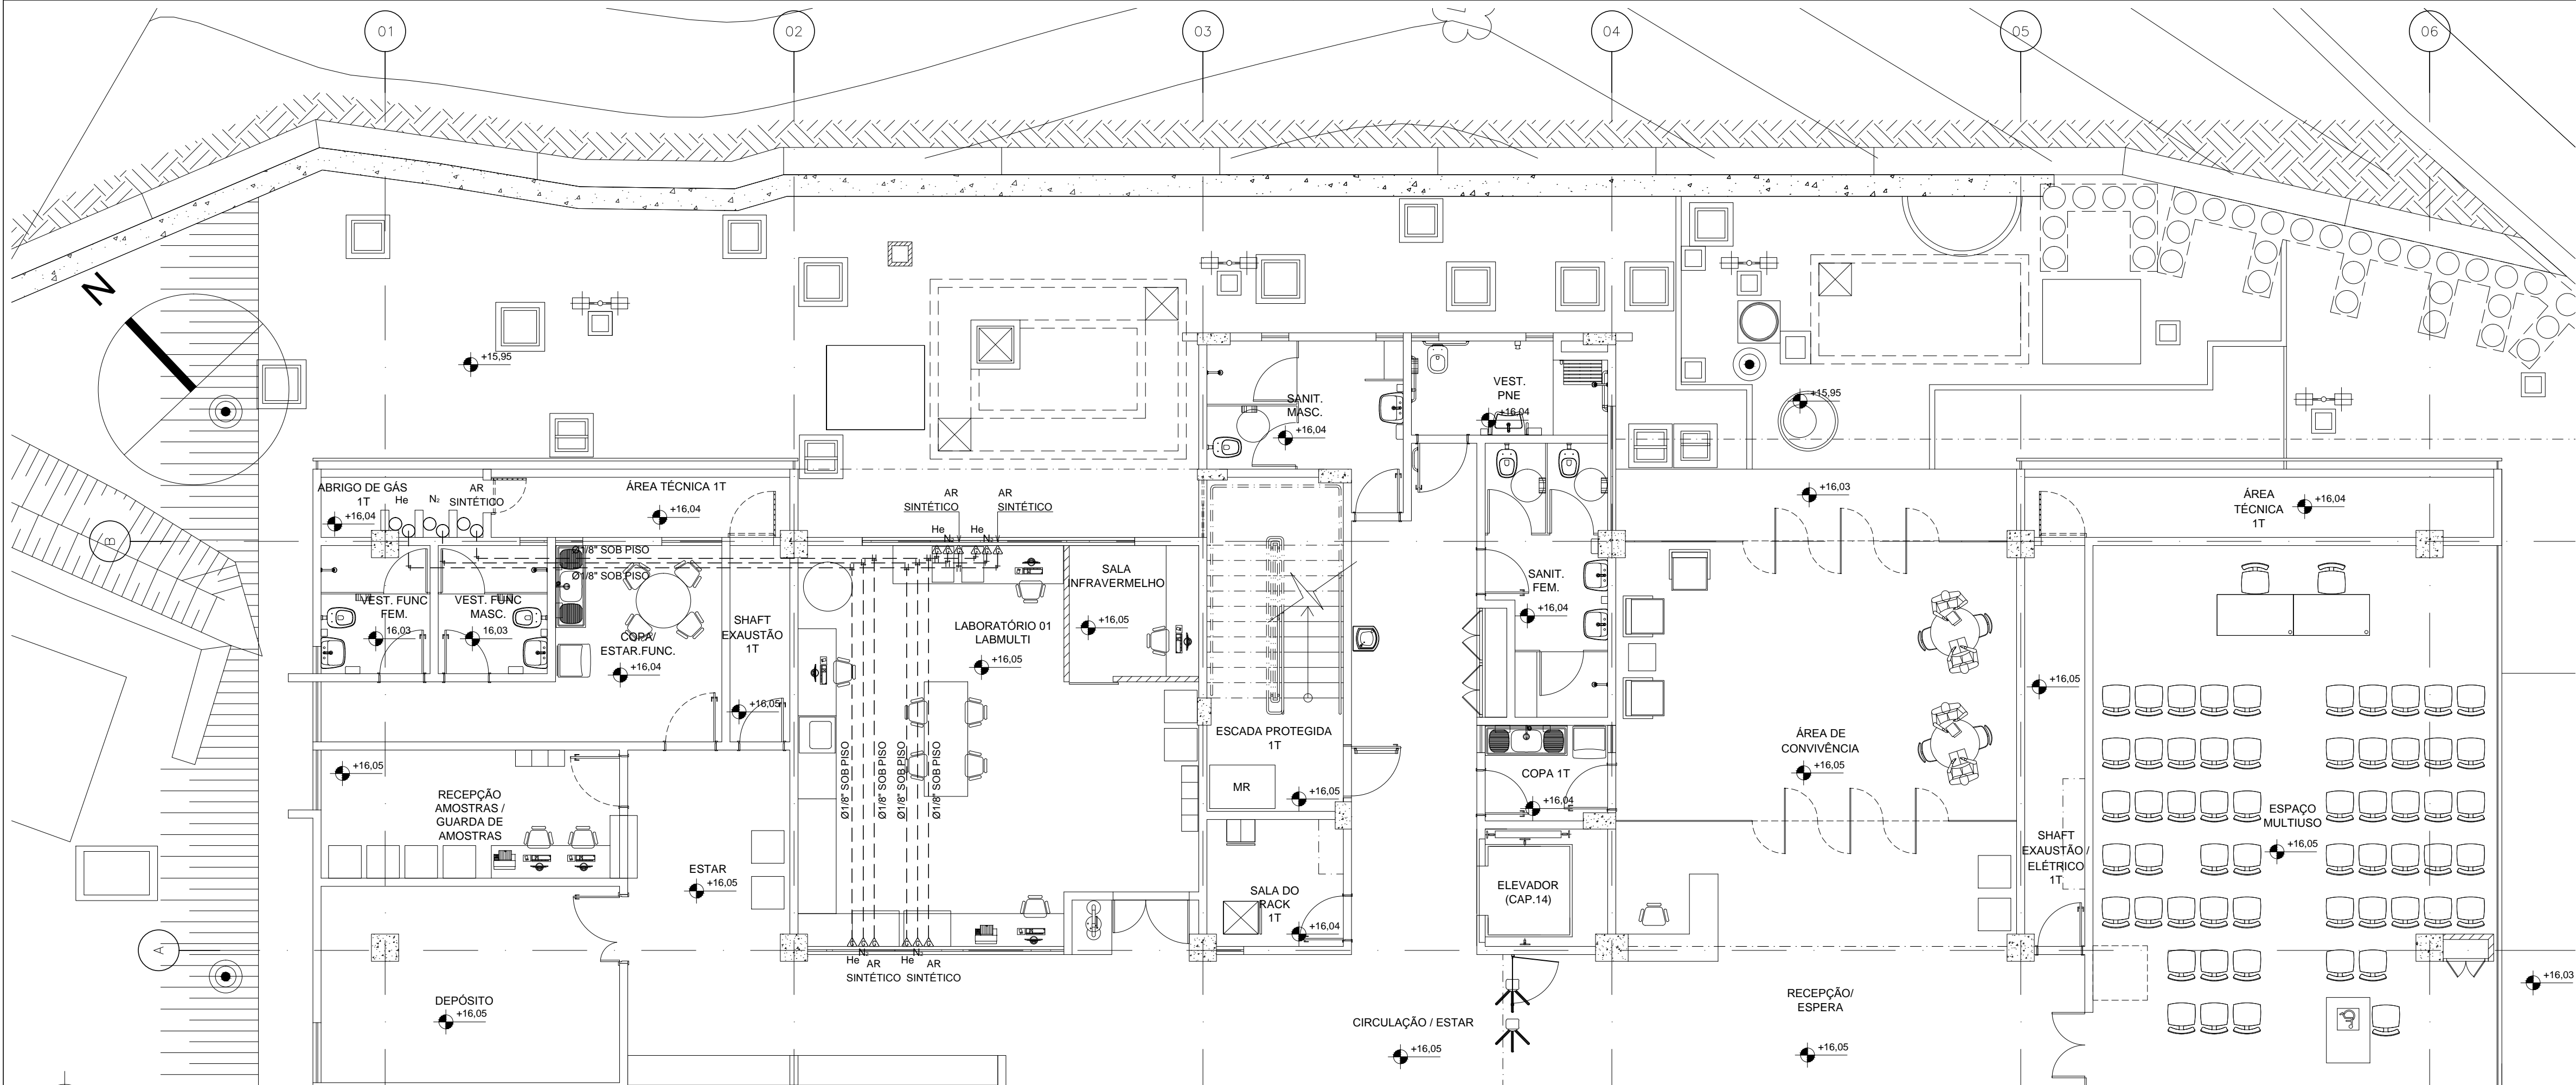 01
02
03
04
05
06
N
+15,95
+15,95
SANIT.
MASC.
+16,04
VEST.
PNE
+16,04
ABRIGO DE GÁS
1T
+16,04
He
N₂
AR
SINTÉTICO
ÁREA TÉCNICA 1T
+16,04
AR
SINTÉTICO
AR
SINTÉTICO
He
N₂
He
N₂
+16,03
ÁREA
TÉCNICA
1T
+16,04
B
Ø1/8" SOB PISO
Ø1/8" SOB PISO
VEST. FUNC
FEM.
16,03
VEST. FUNC
MASC.
16,03
COPA/
ESTAR.FUNC.
+16,04
SHAFT
EXAUSTÃO
1T
+16,05
LABORATÓRIO 01
LABMULTI
+16,05
SALA
INFRAVERMELHO
+16,05
SANIT.
FEM.
+16,04
+16,05
ESCADA PROTEGIDA
1T
MR
+16,05
COPA 1T
+16,04
ÁREA DE
CONVIVÊNCIA
+16,05
ESPAÇO
MULTIUSO
+16,05
SHAFT
EXAUSTÃO /
ELÉTRICO
1T
+16,05
RECEPÇÃO
AMOSTRAS /
GUARDA DE
AMOSTRAS
Ø1/8" SOB PISO
Ø1/8" SOB PISO
Ø1/8" SOB PISO
Ø1/8" SOB PISO
ESTAR
+16,05
SALA DO
RACK
1T
+16,04
ELEVADOR
(CAP.14)
A
He
N₂
AR
SINTÉTICO
He
N₂
AR
SINTÉTICO
DEPÓSITO
+16,05
CIRCULAÇÃO / ESTAR
+16,05
RECEPÇÃO/
ESPERA
+16,05
+16,03